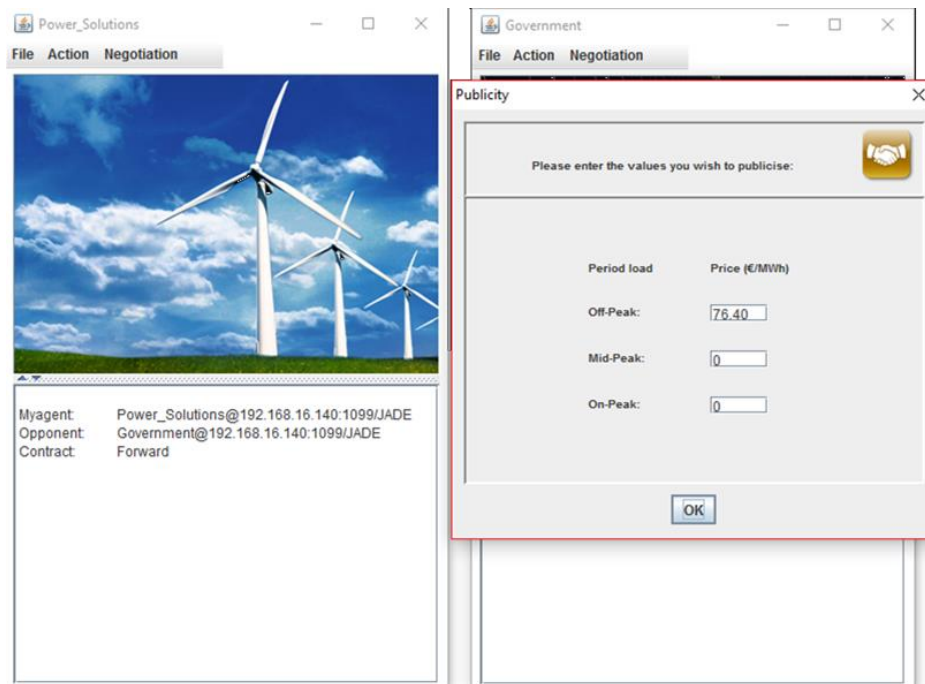 Power_Solutions
File Action Negotiation
Myagent: Power_Solutions@192.168.16.140:1099/JADE
Opponent: Government@192.168.16.140:1099/JADE
Contract: Forward
Government
File Action Negotiation
Publicity
Please enter the values you wish to publicise:
Period load Price (€/MWh)
Off-Peak: 76.40
Mid-Peak: 0
On-Peak: 0
OK